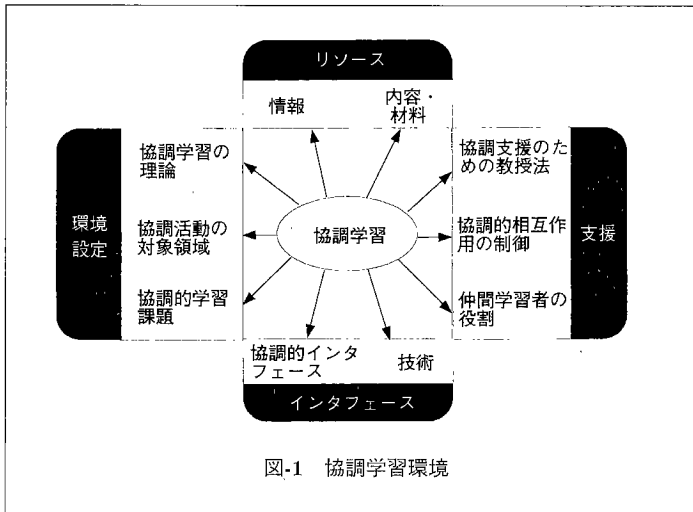 リソース
情報
内容・
材料
協調学習の
理論
協調支援のた
めの教授法
環境
設定
協調活動の
対象領域
協調学習
協調的相互作
用の制御
支援
協調的学習
課題
仲間学習者の
役割
協調的インタ
フェース
技術
インタフェース
図-1 協調学習環境